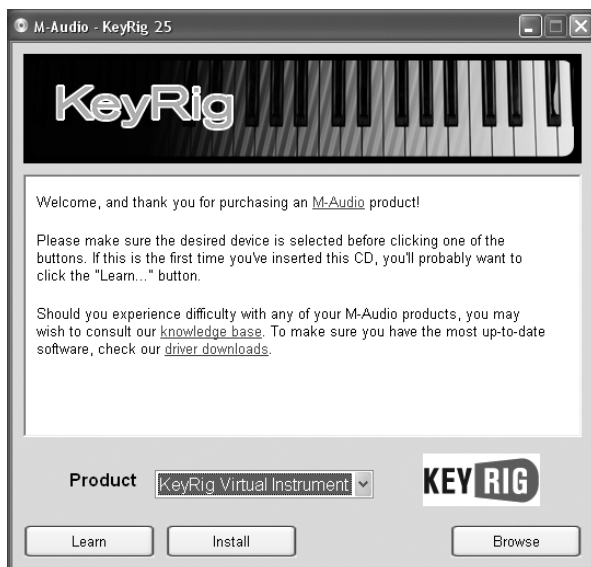 M-Audio - KeyRig 25
KeyRig
Welcome, and thank you for purchasing an M-Audio product!
Please make sure the desired device is selected before clicking one of the
buttons. If this is the first time you've inserted this CD, you'll probably want to
click the "Learn..." button.
Should you experience difficulty with any of your M-Audio products, you may
wish to consult our knowledge base. To make sure you have the most up-to-date
software, check our driver downloads.
Product
KeyRig Virtual Instrument
KEY RIG
Learn
Install
Browse